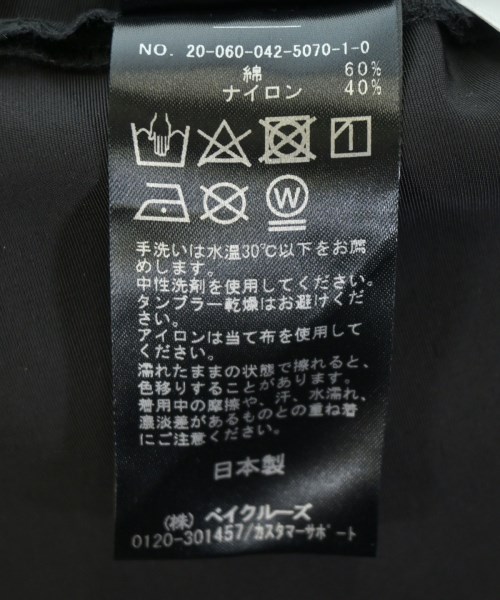 NO. 20-060-042-5070-1-0
綿 60%
ナイロン 40%
W
手洗いは水温30℃以下をお薦
めします。
中性洗剤を使用してください。
タンブラー乾燥はお避けくだ
さい。
アイロンは当て布を使用して
ください。
濡れたままの状態で擦れると、
色移りすることがあります。
着用中の摩擦や、汗、水濡れ、
濃淡差があるものとの重ね着
にご注意ください。
日本製
(株) ベイクルーズ
0120-301457/カスタマーサポート